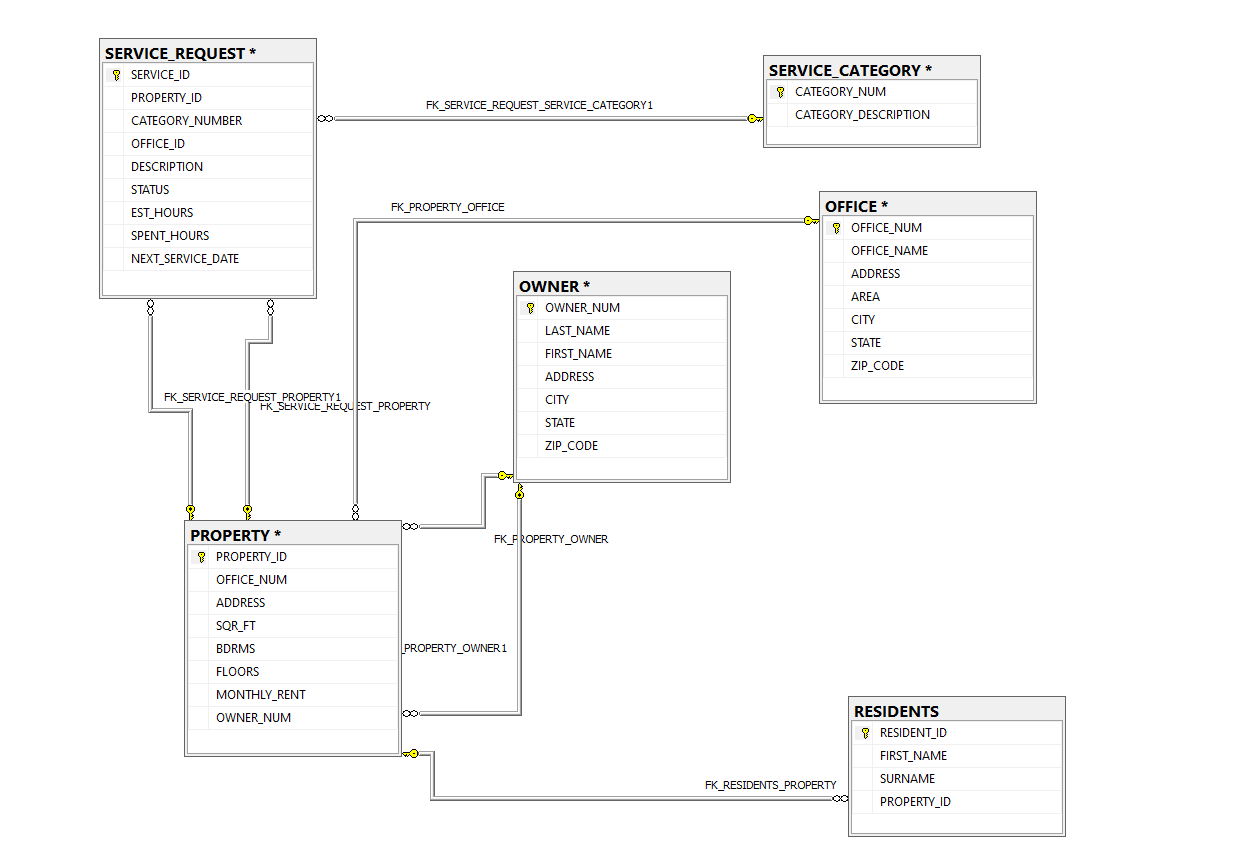 SERVICE_REQUEST *
SERVICE_ID
PROPERTY_ID
CATEGORY_NUMBER
OFFICE_ID
DESCRIPTION
STATUS
EST_HOURS
SPENT_HOURS
NEXT_SERVICE_DATE
FK_SERVICE_REQUEST_SERVICE_CATEGORY1
SERVICE_CATEGORY *
CATEGORY_NUM
CATEGORY_DESCRIPTION
FK_PROPERTY_OFFICE
OFFICE *
OFFICE_NUM
OFFICE_NAME
ADDRESS
AREA
CITY
STATE
ZIP_CODE
OWNER *
OWNER_NUM
LAST_NAME
FIRST_NAME
ADDRESS
CITY
STATE
ZIP_CODE
FK_SERVICE_REQUEST_PROPERTY1
FK_SERVICE_REQUEST_PROPERTY
FK_PROPERTY_OWNER
PROPERTY *
PROPERTY_ID
OFFICE_NUM
ADDRESS
SQR_FT
BDRMS
FLOORS
MONTHLY_RENT
OWNER_NUM
_PROPERTY_OWNER1
FK_RESIDENTS_PROPERTY
RESIDENTS
RESIDENT_ID
FIRST_NAME
SURNAME
PROPERTY_ID